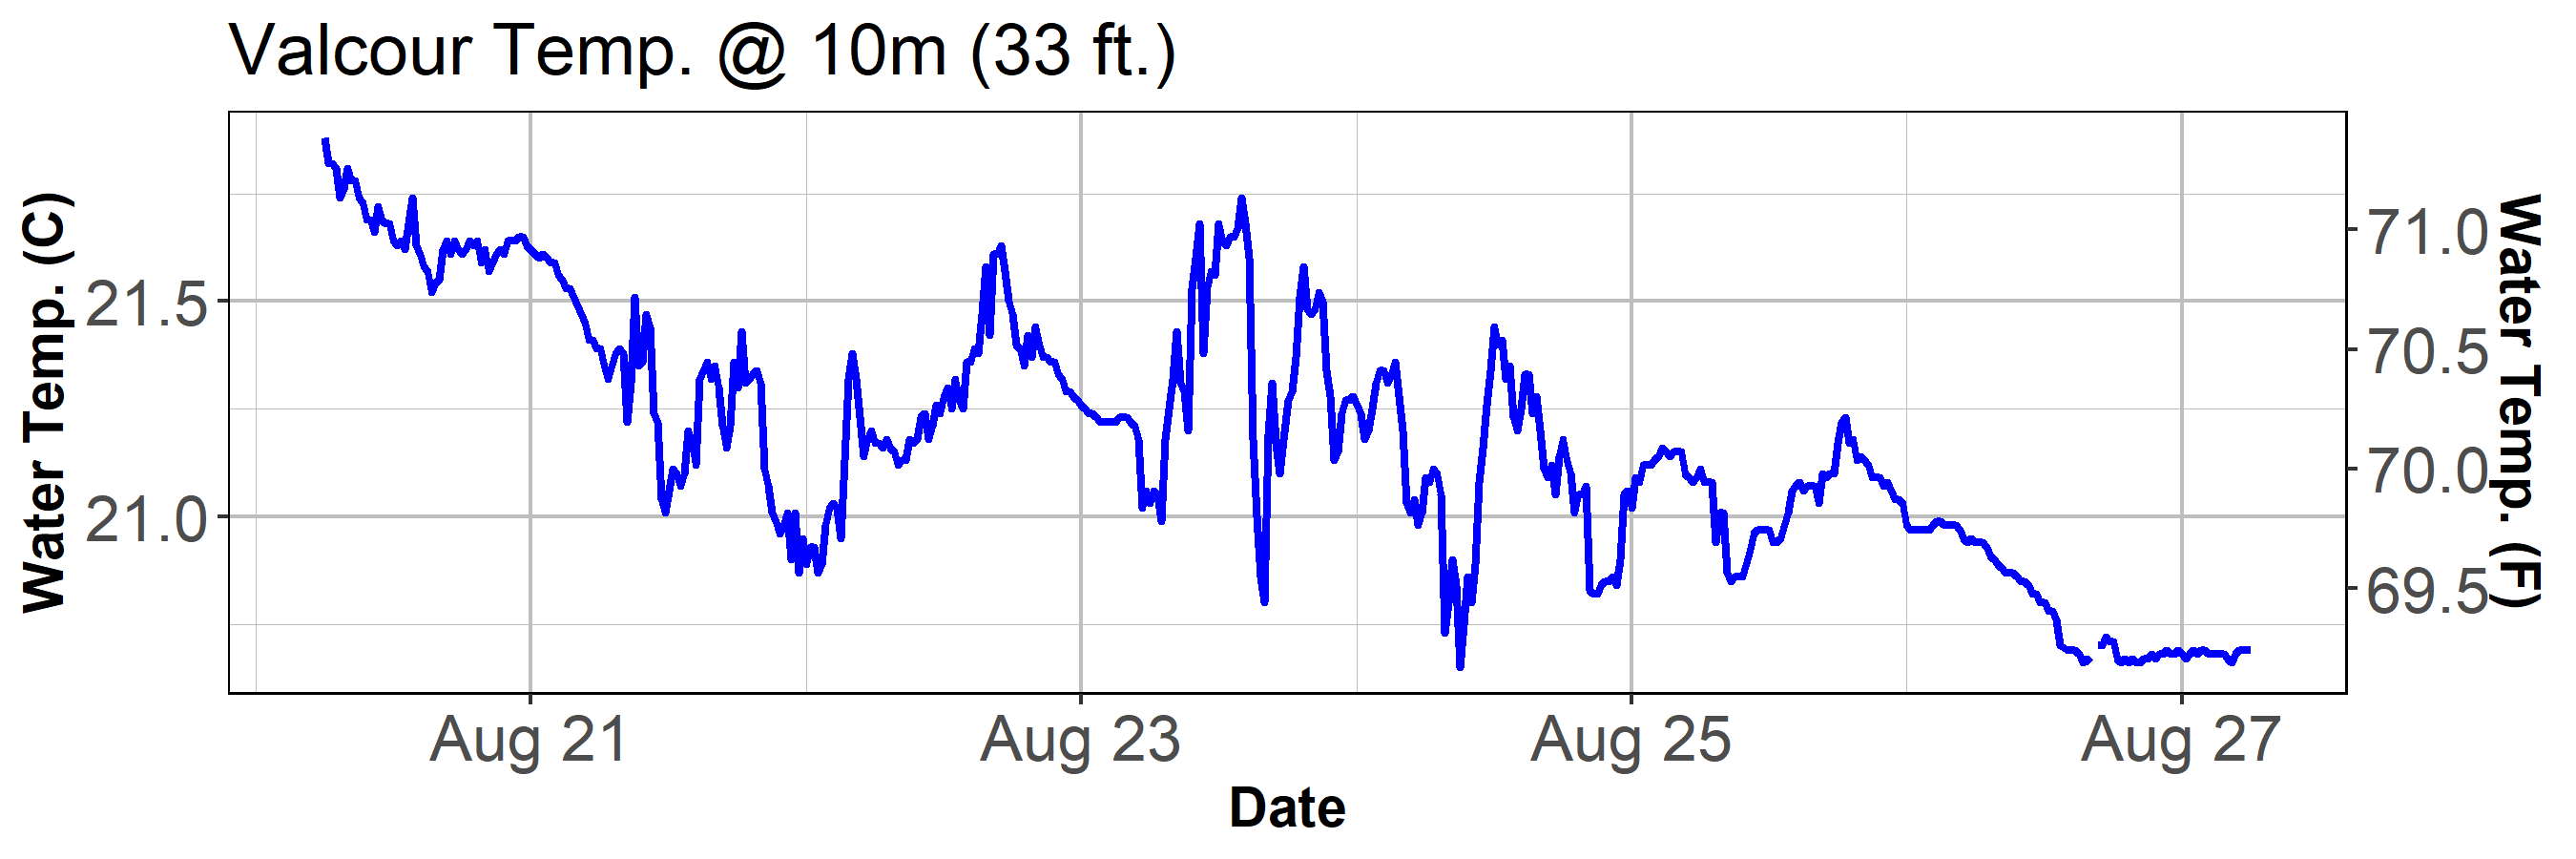 Valcour Temp. @ 10m (33 ft.)
Water Temp. (C)
21.5
21.0
71.0
70.5
70.0
69.5
Water Temp. (F)
Aug 21
Aug 23
Aug 25
Aug 27
Date